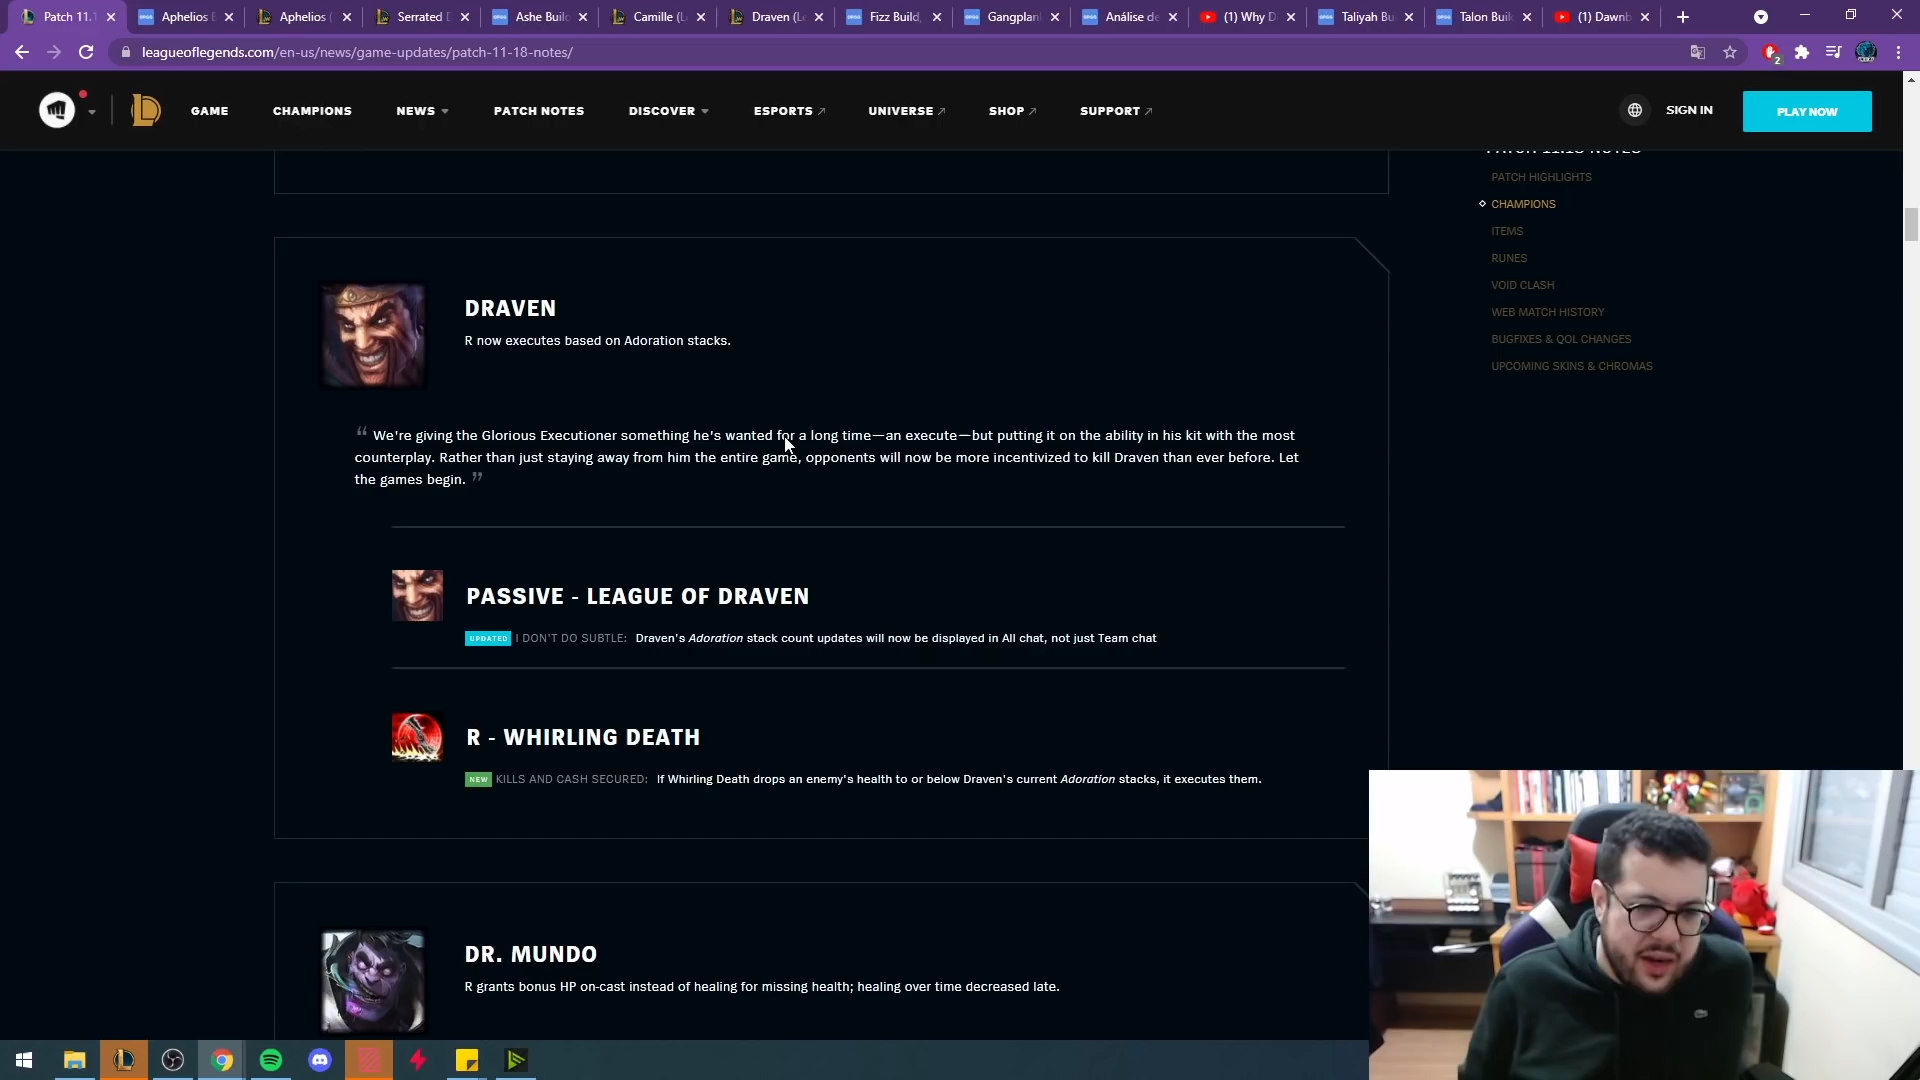 Patch 11.1
Aphelios B
Aphelios (
Serrated D
Ashe Buil
Camille (L
Draven (Le
Fizz Build,
Gangplan
Análise de
(1) Why D
Taliyah Bu
Talon Buil
(1) Dawnb
leagueoflegends.com/en-us/news/game-updates/patch-11-18-notes/
2
GAME
CHAMPIONS
NEWS
PATCH NOTES
DISCOVER
ESPORTS
UNIVERSE
SHOP
SUPPORT
SIGN IN
PLAY NOW
PATCH 11.18 NOTES
PATCH HIGHLIGHTS
CHAMPIONS
ITEMS
RUNES
VOID CLASH
WEB MATCH HISTORY
BUGFIXES & QOL CHANGES
UPCOMING SKINS & CHROMAS
DRAVEN
R now executes based on Adoration stacks.
“ We're giving the Glorious Executioner something he's wanted for a long time—an execute—but putting it on the ability in his kit with the most
counterplay. Rather than just staying away from him the entire game, opponents will now be more incentivized to kill Draven than ever before. Let
the games begin. ”
PASSIVE - LEAGUE OF DRAVEN
UPDATED I DON'T DO SUBTLE: Draven's Adoration stack count updates will now be displayed in All chat, not just Team chat
R - WHIRLING DEATH
NEW KILLS AND CASH SECURED: If Whirling Death drops an enemy's health to or below Draven's current Adoration stacks, it executes them.
DR. MUNDO
R grants bonus HP on-cast instead of healing for missing health; healing over time decreased late.